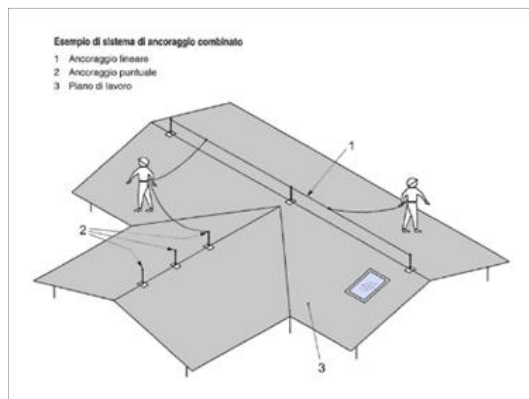 Esempio di sistema di ancoraggio combinato
1 Ancoraggio lineare
2 Ancoraggio puntuale
3 Piano di lavoro
1
2
3